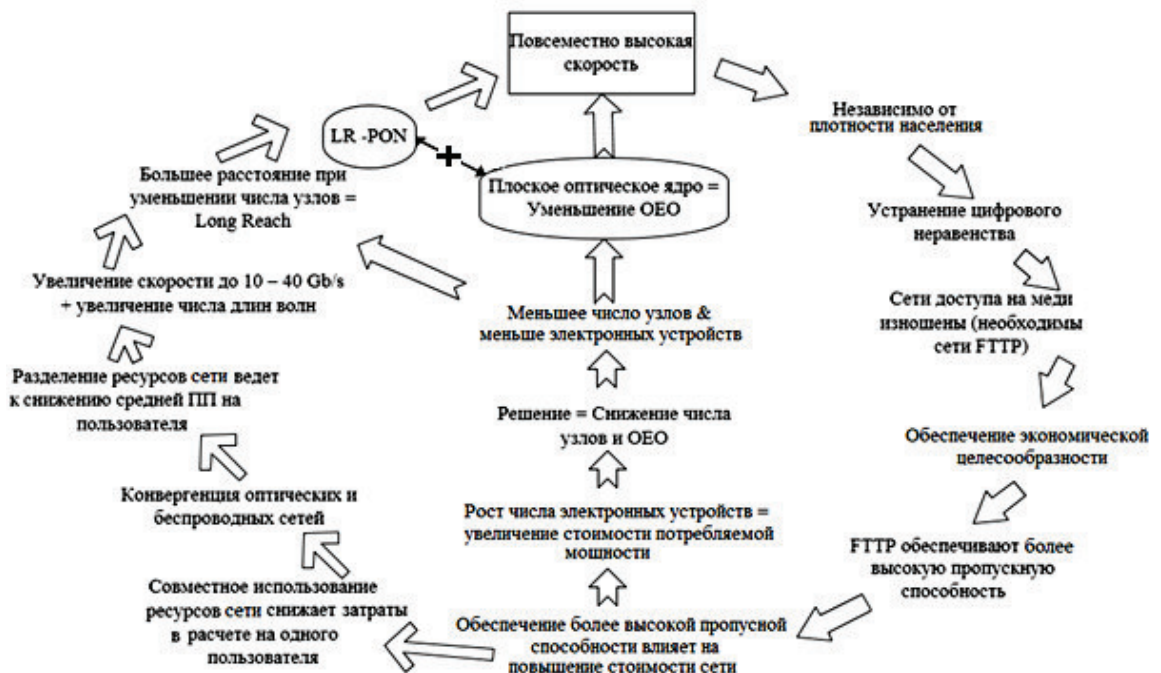 Повсеместно высокая
скорость
Независимо от
плотности населения
Устранение цифрового
неравенства
Сети доступа на меди
изношены (необходимы
сети FTTP)
Обеспечение экономической
целесообразности
FTTP обеспечивают более
высокую пропускную
способность
Обеспечение более высокой пропусной
способности влияет на
повышение стоимости сети
Рост числа электронных устройств =
увеличение стоимости потребляемой
мощности
Решение = Снижение числа
узлов и ОЕО
Меньшее число узлов &
меньше электронных устройств
Плоское оптическое ядро =
Уменьшение ОЕО
Совместное использование
ресурсов сети снижает затраты
в расчете на одного
пользователя
Конвергенция оптических и
беспроводных сетей
Разделение ресурсов сети ведет
к снижению средней ПП на
пользователя
Увеличение скорости до 10 – 40 Gb/s
+ увеличение числа длин волн
Большее расстояние при
уменьшении числа узлов =
Long Reach
LR -PON
+